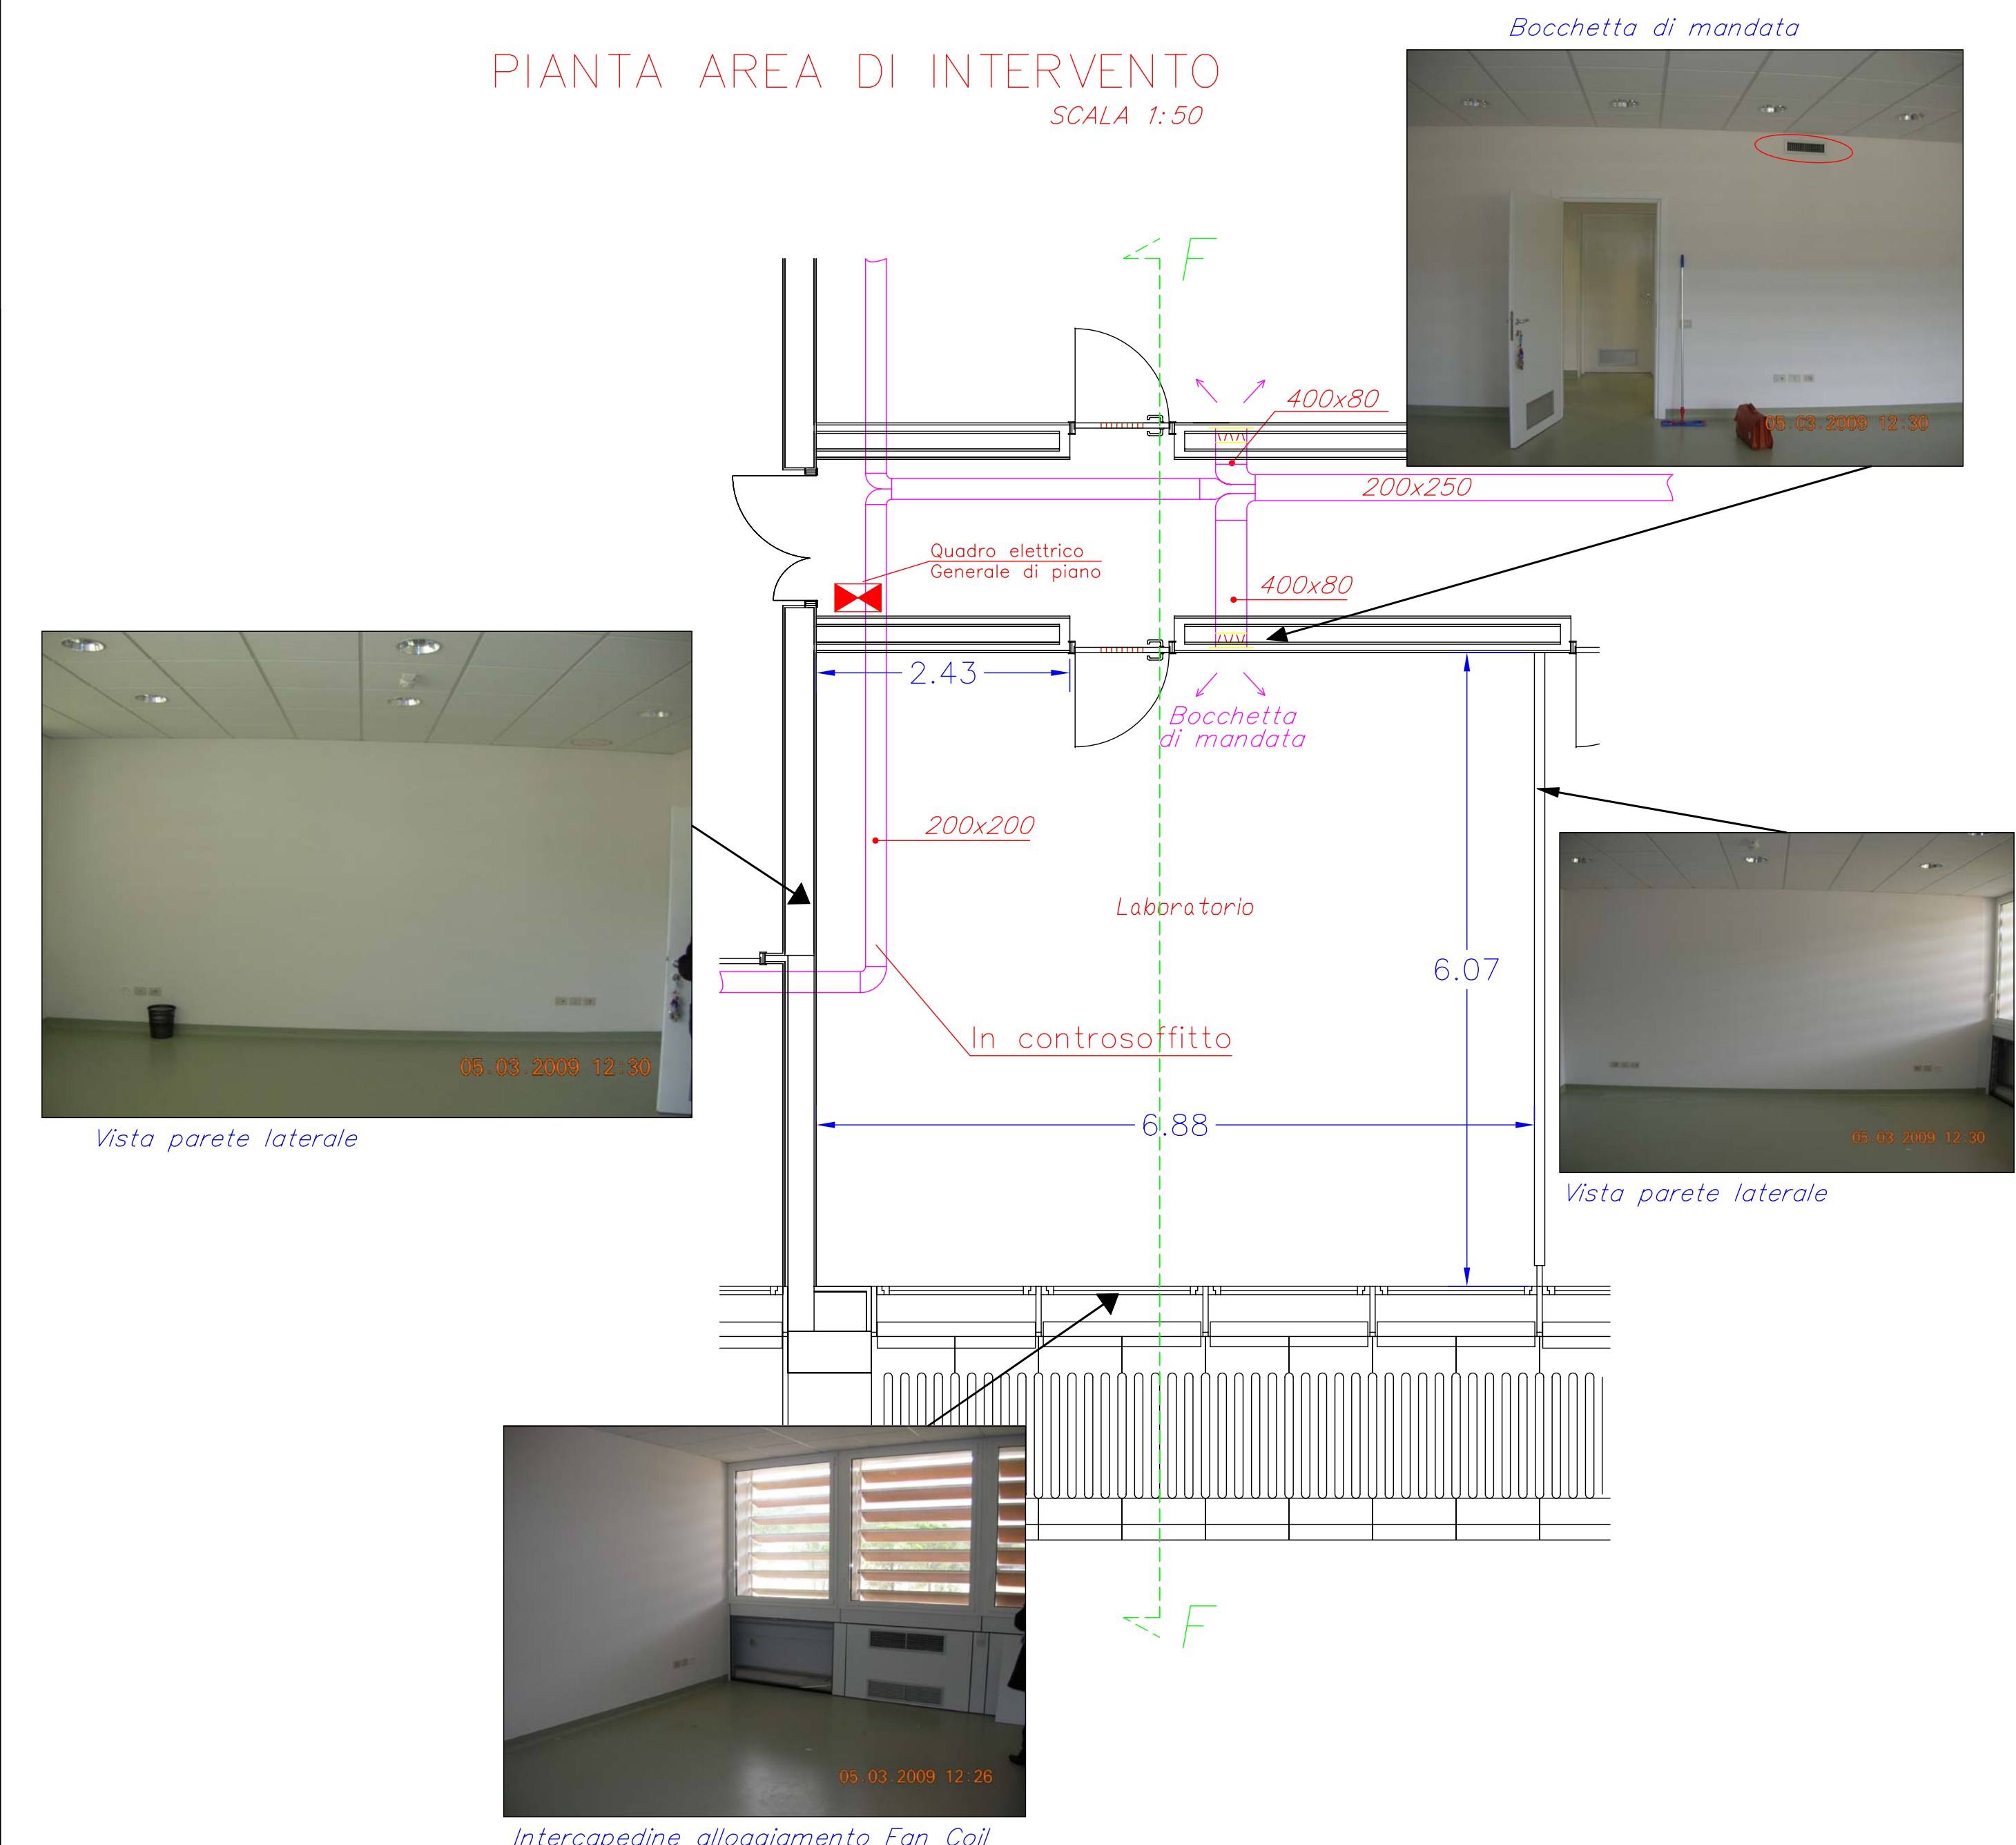 Bocchetta di mandata
PIANTA AREA DI INTERVENTO
SCALA 1:50
05.03.2009 12:30
F
400x80
200x250
Quadro elettrico
Generale di piano
400x80
2.43
Bocchetta
di mandata
200x200
Laboratorio
6.07
In controsoffitto
05.03.2009 12:30
6.88
Vista parete laterale
05.03.2009 12:30
Vista parete laterale
F
05.03.2009 12:26
Intercapedine alloggiamento Fan Coil